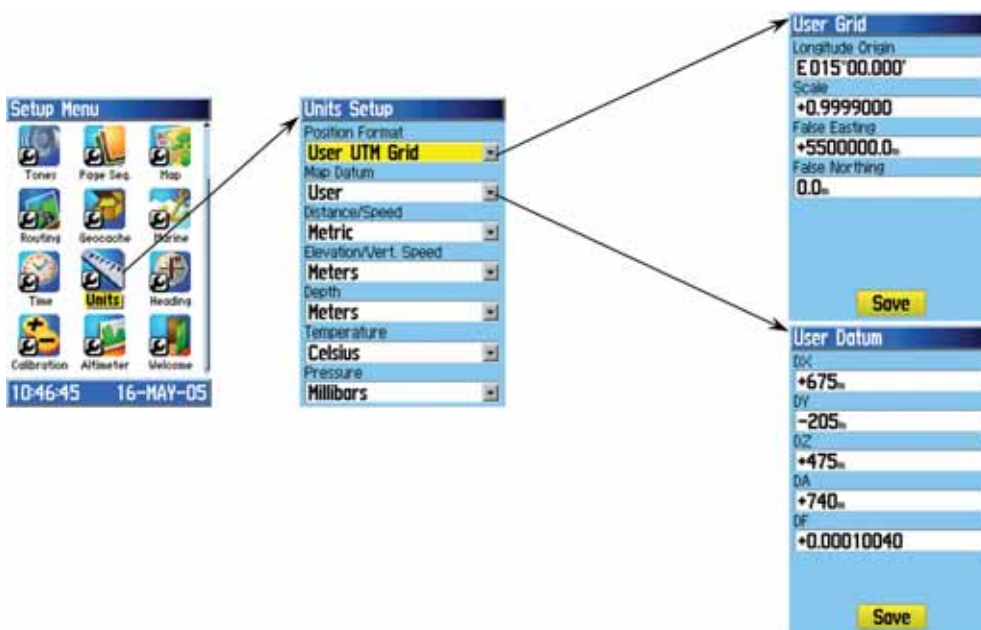 Setup Menu
Tones Page Seq. Map
Routing Geocache Marine
Time Units Heading
Calibration Altimeter Welcome
10:46:45 16-MAY-05
Units Setup
Position Format
User UTM Grid
Map Datum
User
Distance/Speed
Metric
Elevation/Vert. Speed
Meters
Depth
Meters
Temperature
Celsius
Pressure
Millibars
User Grid
Longitude Origin
E 015°00.000'
Scale
+0.9999000
False Easting
+5500000.0m
False Northing
0.0m
Save
User Datum
DX
+675m
DY
-205m
DZ
+475m
DA
+740m
DF
+0.00010040
Save